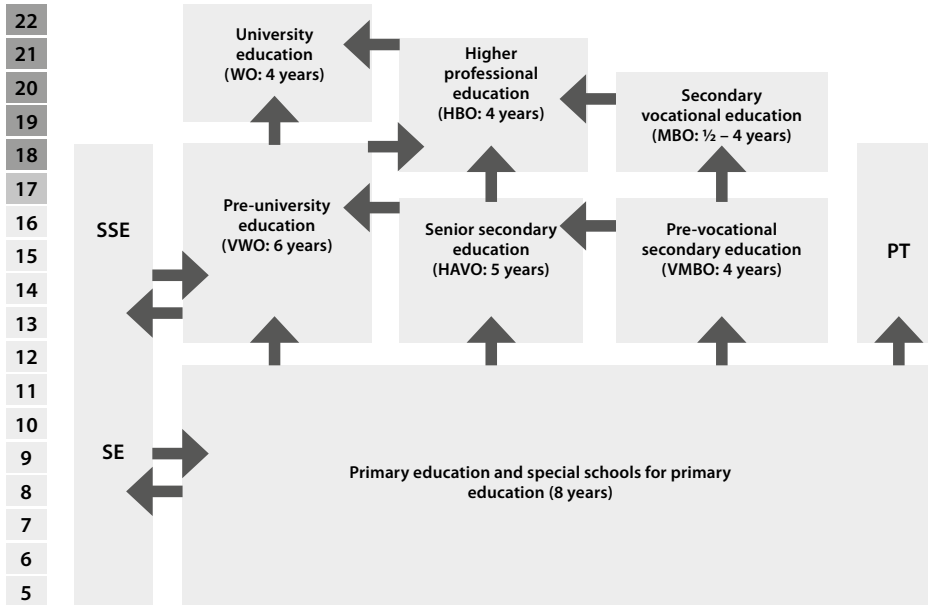 22
21
20
19
18
17
16
15
14
13
12
11
10
9
8
7
6
5
SSE
SE
University
education
(WO: 4 years)
Higher
professional
education
(HBO: 4 years)
Secondary
vocational education
(MBO: ½ – 4 years)
Pre-university
education
(VWO: 6 years)
Senior secondary
education
(HAVO: 5 years)
Pre-vocational
secondary education
(VMBO: 4 years)
PT
Primary education and special schools for primary
education (8 years)